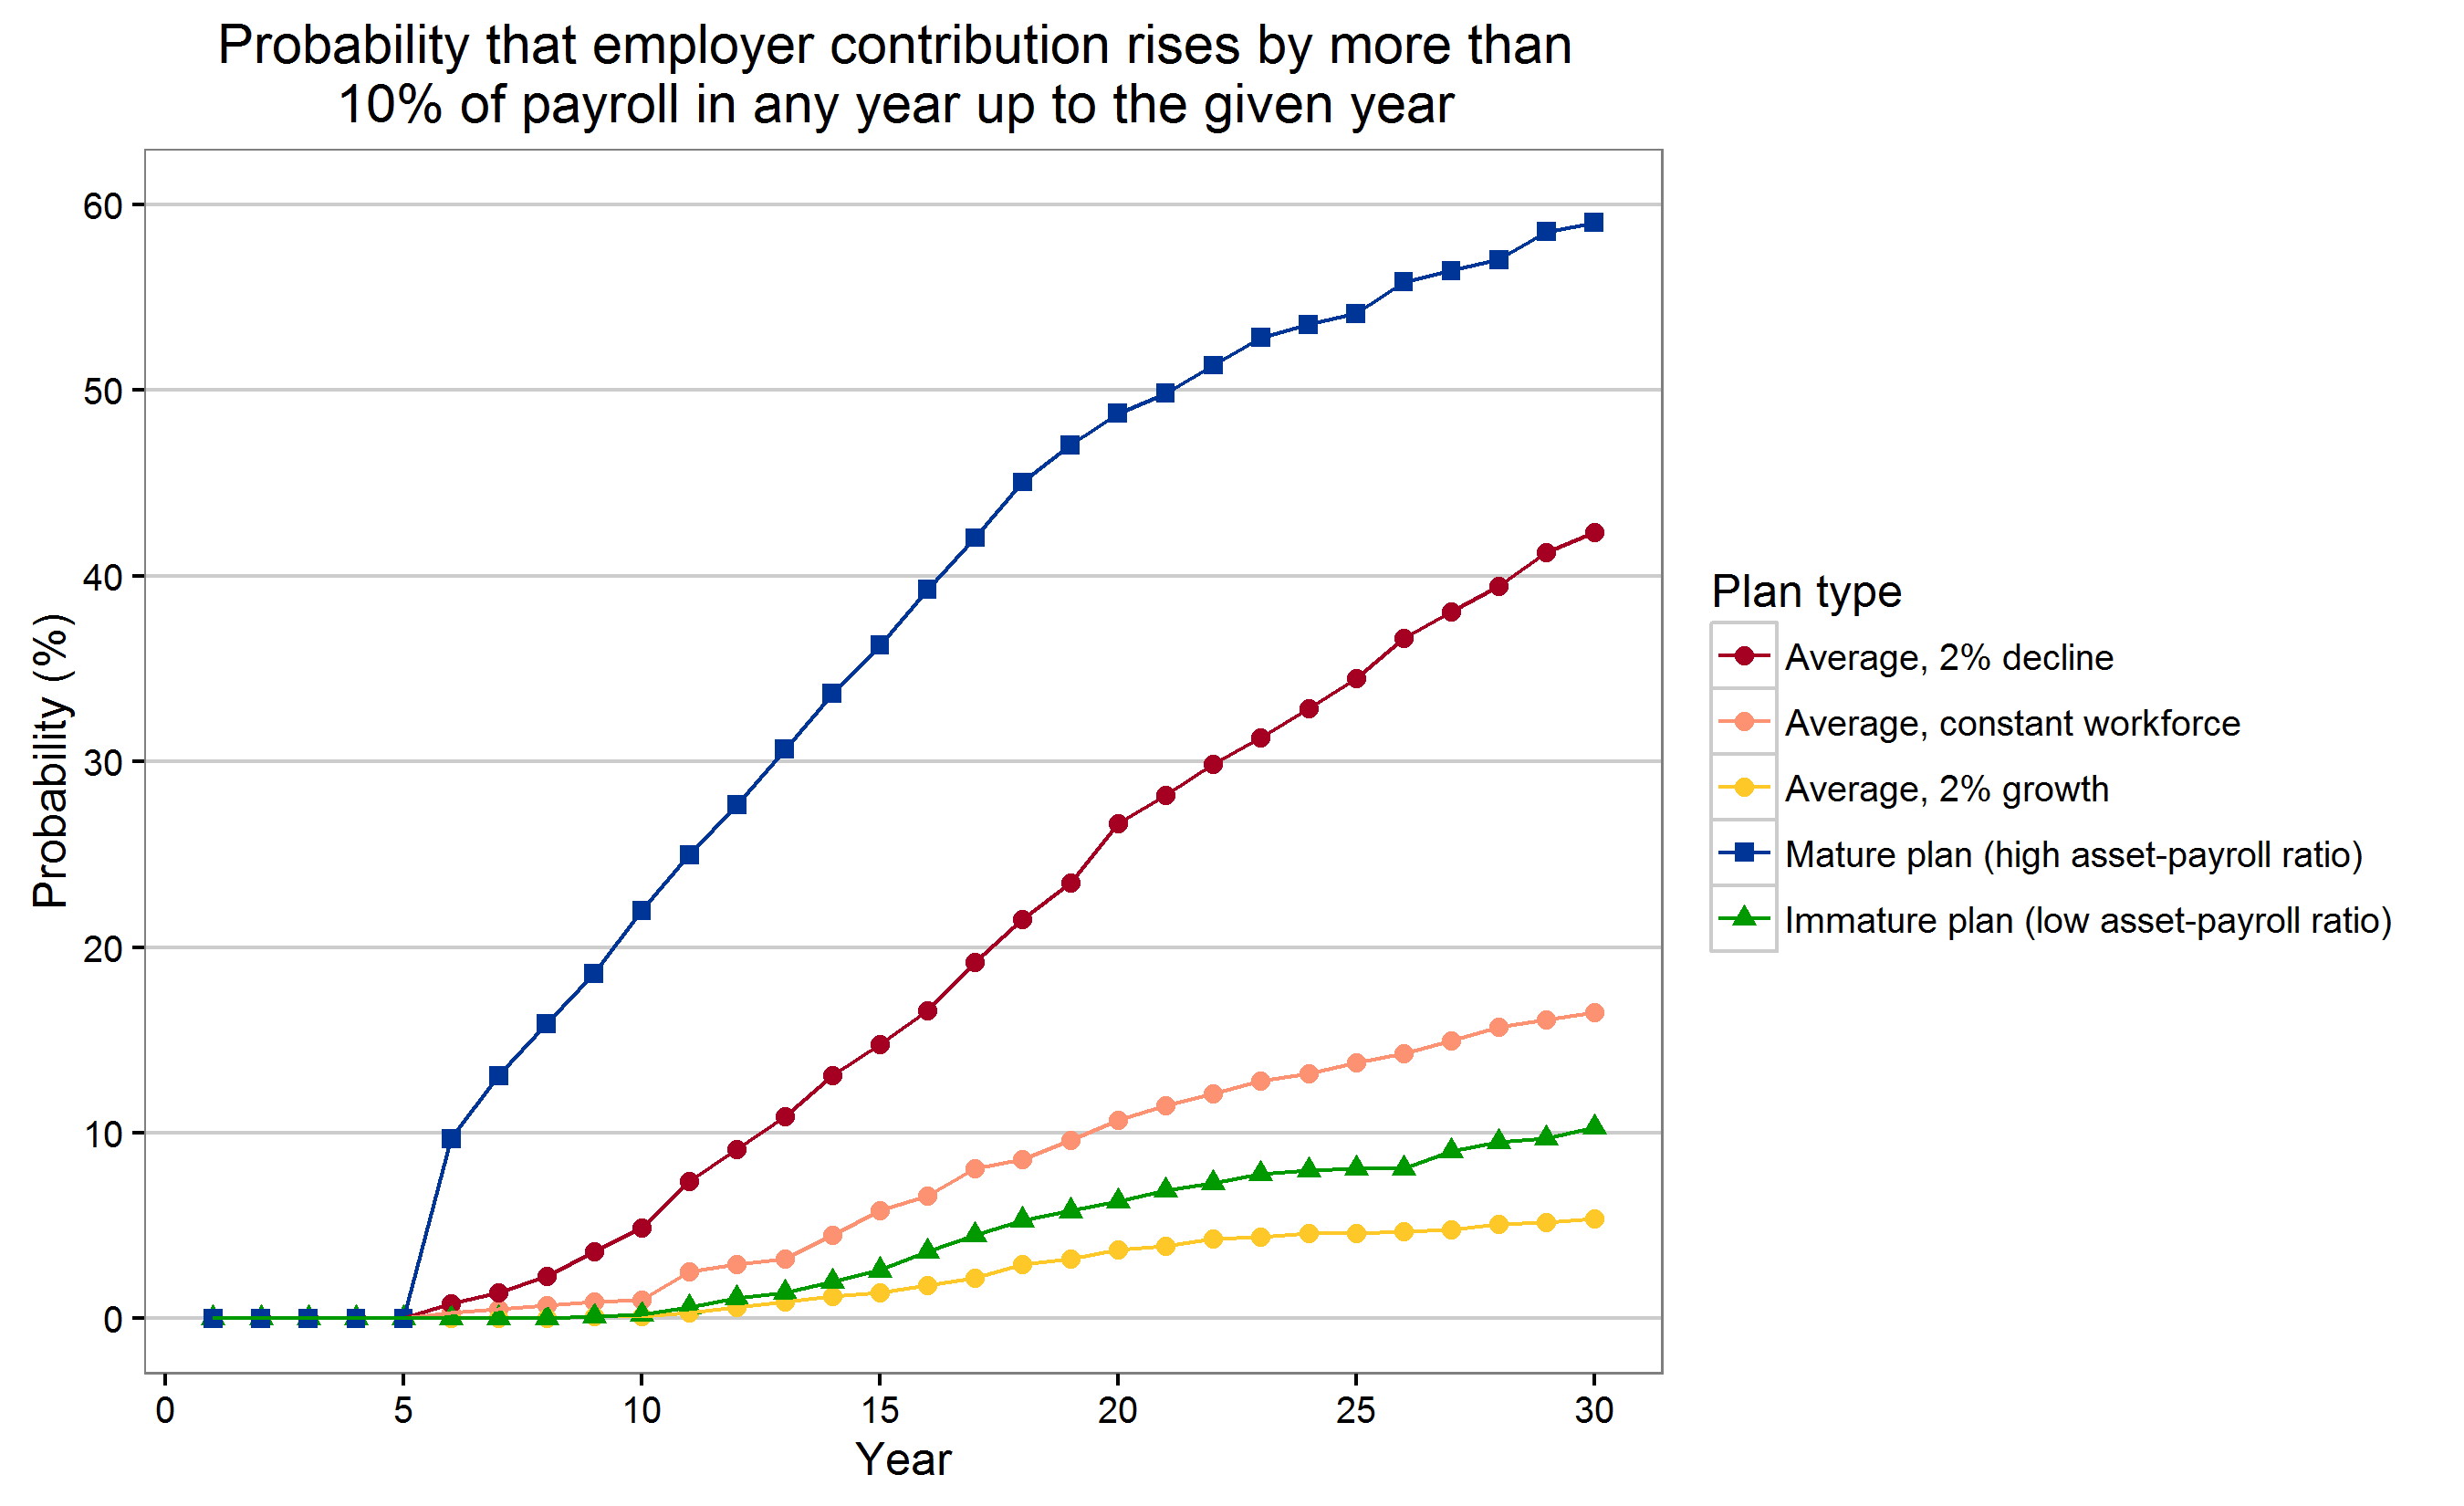 Probability that employer contribution rises by more than
10% of payroll in any year up to the given year
Probability (%)
60
50
40
30
20
10
0
0 5 10 15 20 25 30
Year
Plan type
Average, 2% decline
Average, constant workforce
Average, 2% growth
Mature plan (high asset-payroll ratio)
Immature plan (low asset-payroll ratio)